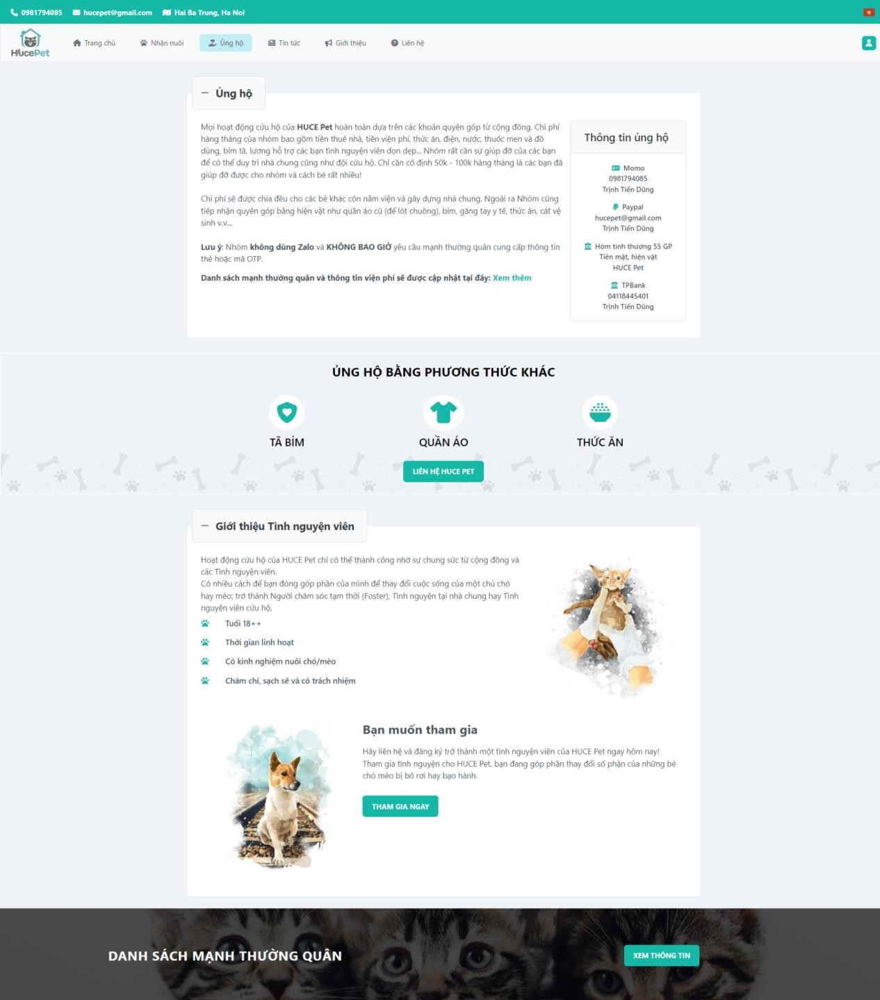 0981794085 hucepet@gmail.com Hai Ba Trung, Ha Noi
HucePet Trang chủ Nhận nuôi Ủng hộ Tin tức Giới thiệu Liên hệ
Ủng hộ
Mọi hoạt động cứu hộ của HUCE Pet hoàn toàn dựa trên các khoản quyên góp từ cộng đồng. Chi phí
hàng tháng của nhóm bao gồm tiền thuê nhà, tiền viện phí, thức ăn, điện, nước, thuốc men và đồ
dùng, bỉm tã, lương hỗ trợ các bạn tình nguyện viên dọn dẹp... Nhóm rất cần sự giúp đỡ của các bạn
để có thể duy trì nhà chung cũng như đội cứu hộ. Chỉ cần cố định 50k - 100k hàng tháng là các bạn đã
giúp đỡ được cho nhóm và cách bé rất nhiều!
Chi phí sẽ được chia đều cho các bé khác còn nằm viện và gây dựng nhà chung. Ngoài ra Nhóm cũng
tiếp nhận quyên góp bằng hiện vật như quần áo cũ (để lót chuồng), bỉm, găng tay y tế, thức ăn, cát vệ
sinh v.v...
Lưu ý: Nhóm không dùng Zalo và KHÔNG BAO GIỜ yêu cầu mạnh thường quân cung cấp thông tin
thẻ hoặc mã OTP.
Danh sách mạnh thường quân và thông tin viện phí sẽ được cập nhật tại đây: Xem thêm
Thông tin ủng hộ
Momo
0981794085
Trịnh Tiến Dũng
Paypal
hucepet@gmail.com
Trịnh Tiến Dũng
Hòm tình thương 55 GP
Tiền mặt, hiện vật
HUCE Pet
TPBank
04118445401
Trịnh Tiến Dũng
ỦNG HỘ BẰNG PHƯƠNG THỨC KHÁC
TÃ BỈM QUẦN ÁO THỨC ĂN
LIÊN HỆ HUCE PET
Giới thiệu Tình nguyện viên
Hoạt động cứu hộ của HUCE Pet chỉ có thể thành công nhờ sự chung sức từ cộng đồng và
các Tình nguyện viên.
Có nhiều cách để bạn đóng góp phần của mình để thay đổi cuộc sống của một chú chó
hay mèo: trở thành Người chăm sóc tạm thời (Foster), Tình nguyện tại nhà chung hay Tình
nguyện viên cứu hộ.
Tuổi 18++
Thời gian linh hoạt
Có kinh nghiệm nuôi chó/mèo
Chăm chỉ, sạch sẽ và có trách nhiệm
Bạn muốn tham gia
Hãy liên hệ và đăng ký trở thành một tình nguyện viên của HUCE Pet ngay hôm nay!
Tham gia tình nguyện cho HUCE Pet, bạn đang góp phần thay đổi số phận của những bé
chó mèo bị bỏ rơi hay bạo hành.
THAM GIA NGAY
DANH SÁCH MẠNH THƯỜNG QUÂN XEM THÔNG TIN